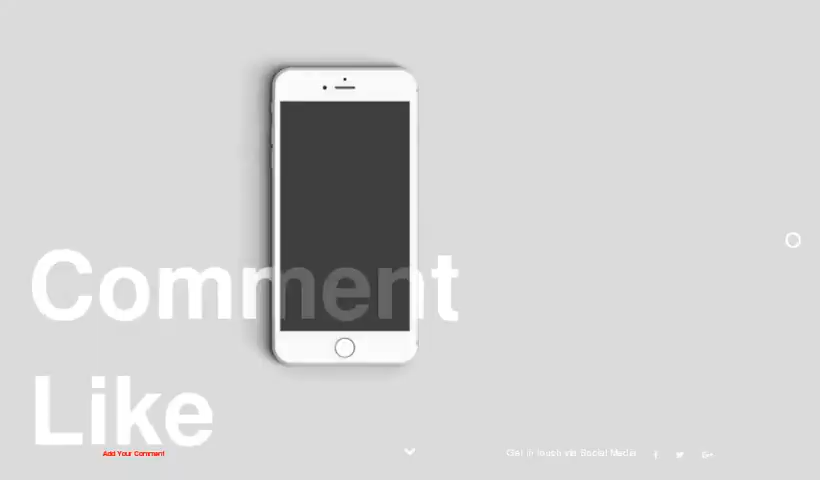 Comment
Like
Add Your Comment
Get in touch via Social Media
G+